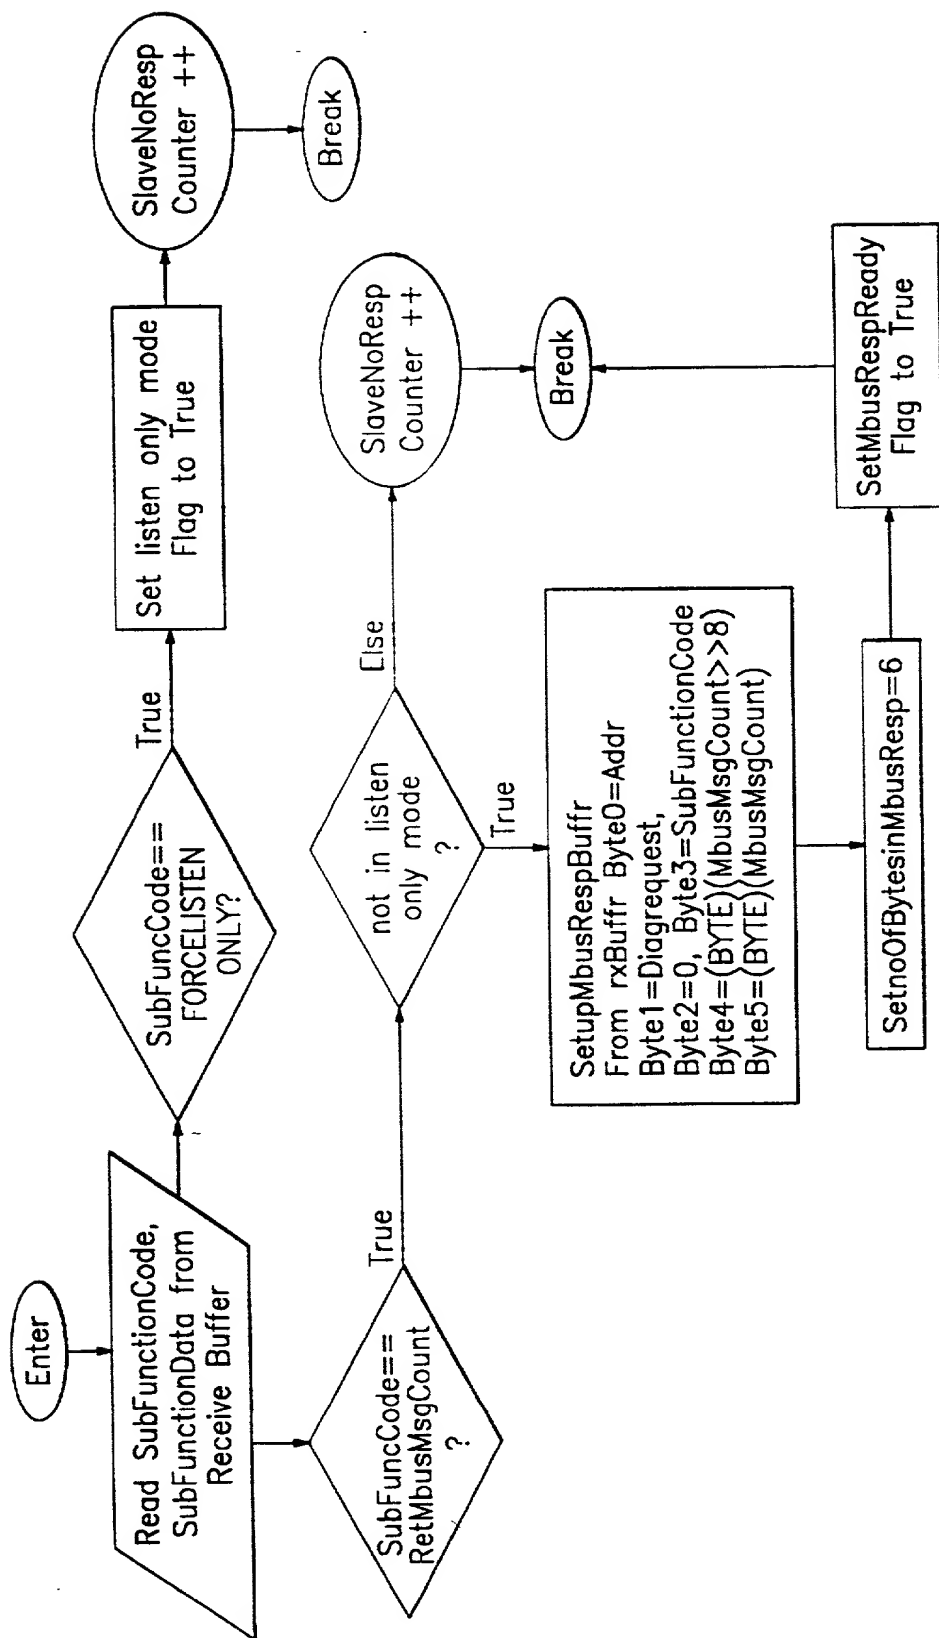 Enter
Read SubFunctionCode,
SubFunctionData from
Receive Buffer
SubFuncCode==
FORCELISTEN
ONLY?
True
Set listen only mode
Flag to True
SlaveNoResp
Counter ++
Break
SubFuncCode==
RetMbusMsgCount
?
True
not in listen
only mode
?
Else
SlaveNoResp
Counter ++
Break
True
SetupMbusRespBuffr
From rxBuffr Byte0=Addr
Byte1=Diagrequest,
Byte2=0, Byte3=SubFunctionCode
Byte4=(BYTE)(MbusMsgCount>>8)
Byte5=(BYTE)(MbusMsgCount)
SetnoOfBytesinMbusResp=6
SetMbusRespReady
Flag to True